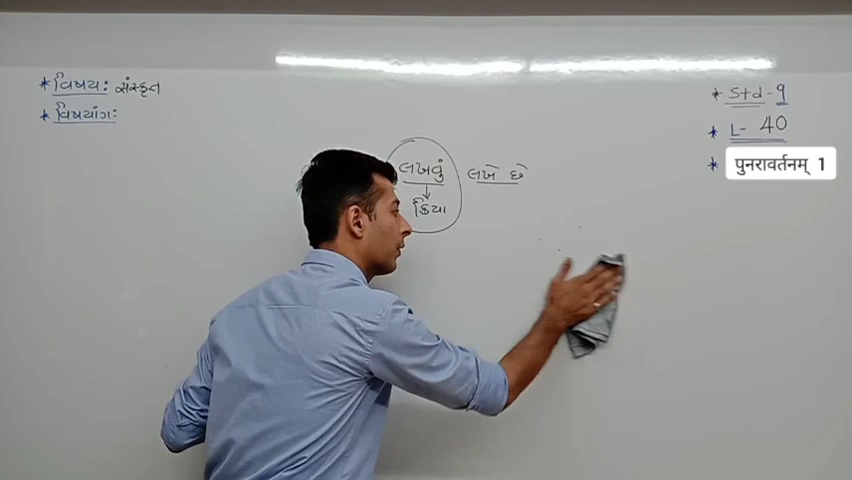 * વિષય: સંસ્કૃત
* વિષયાંગ:
* Std - 9
* L - 40
* पुनरावर्तनम् 1
લખવું લખે છે
↓
ક્રિયા